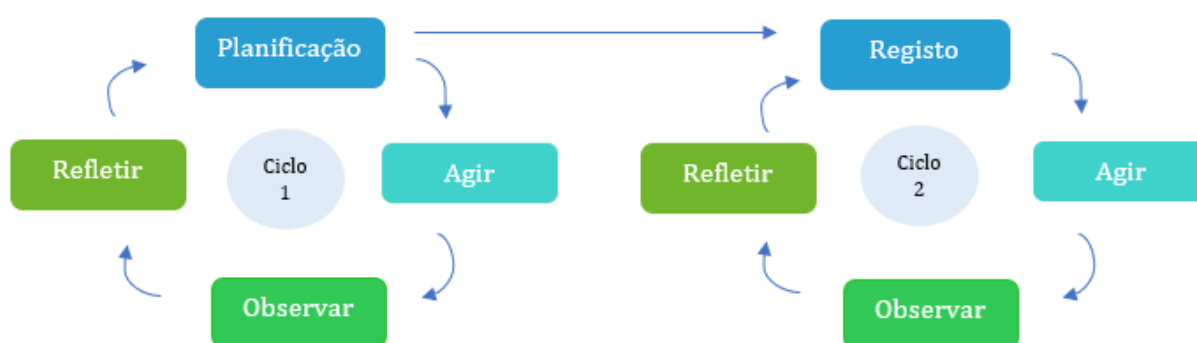 Planificação
Registo
Refletir
Ciclo
1
Agir
Refletir
Ciclo
2
Agir
Observar
Observar